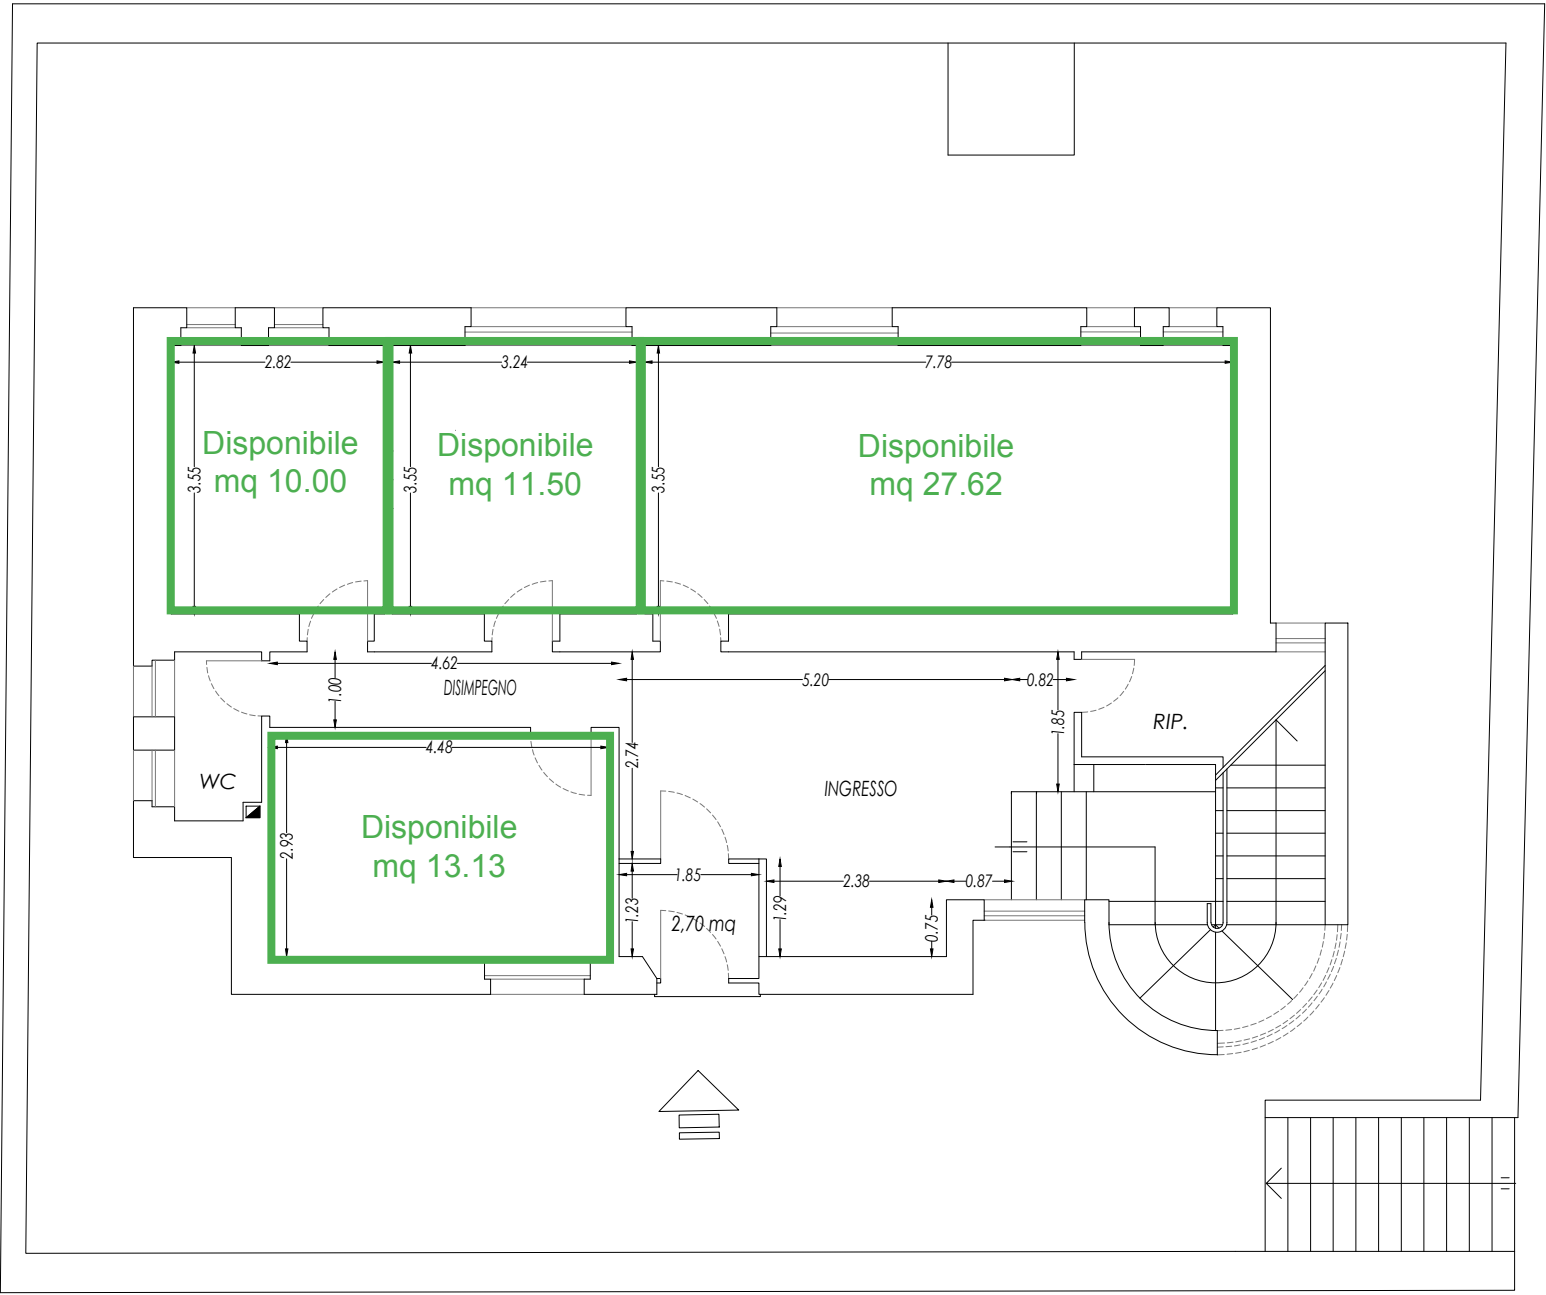 2.82
3.24
7.78
Disponibile
mq 10.00
Disponibile
mq 11.50
Disponibile
mq 27.62
3.55
3.55
3.55
4.62
DISIMPEGNO
1.00
5.20
0.82
1.85
RIP.
2.74
4.48
WC
INGRESSO
Disponibile
mq 13.13
2.93
1.85
2.38
0.87
1.23
1.29
0.75
2,70 mq